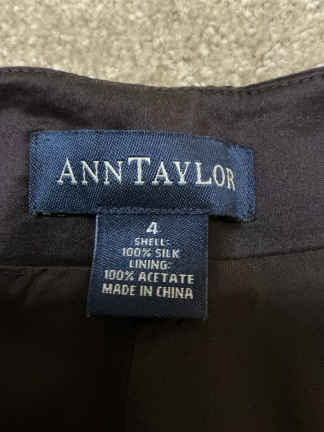 ANNTAYLOR
4
SHELL:
100% SILK
LINING:
100% ACETATE
MADE IN CHINA